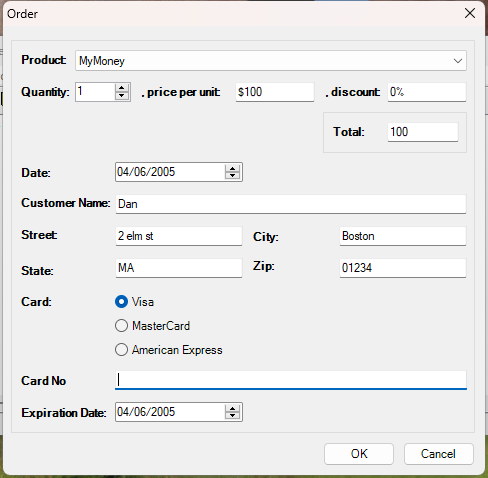 Order
Product: MyMoney
Quantity: 1 , price per unit: $100 , discount: 0%
Total: 100
Date: 04/06/2005
Customer Name: Dan
Street: 2 elm st City: Boston
State: MA Zip: 01234
Card: Visa
MasterCard
American Express
Card No
Expiration Date: 04/06/2005
OK Cancel